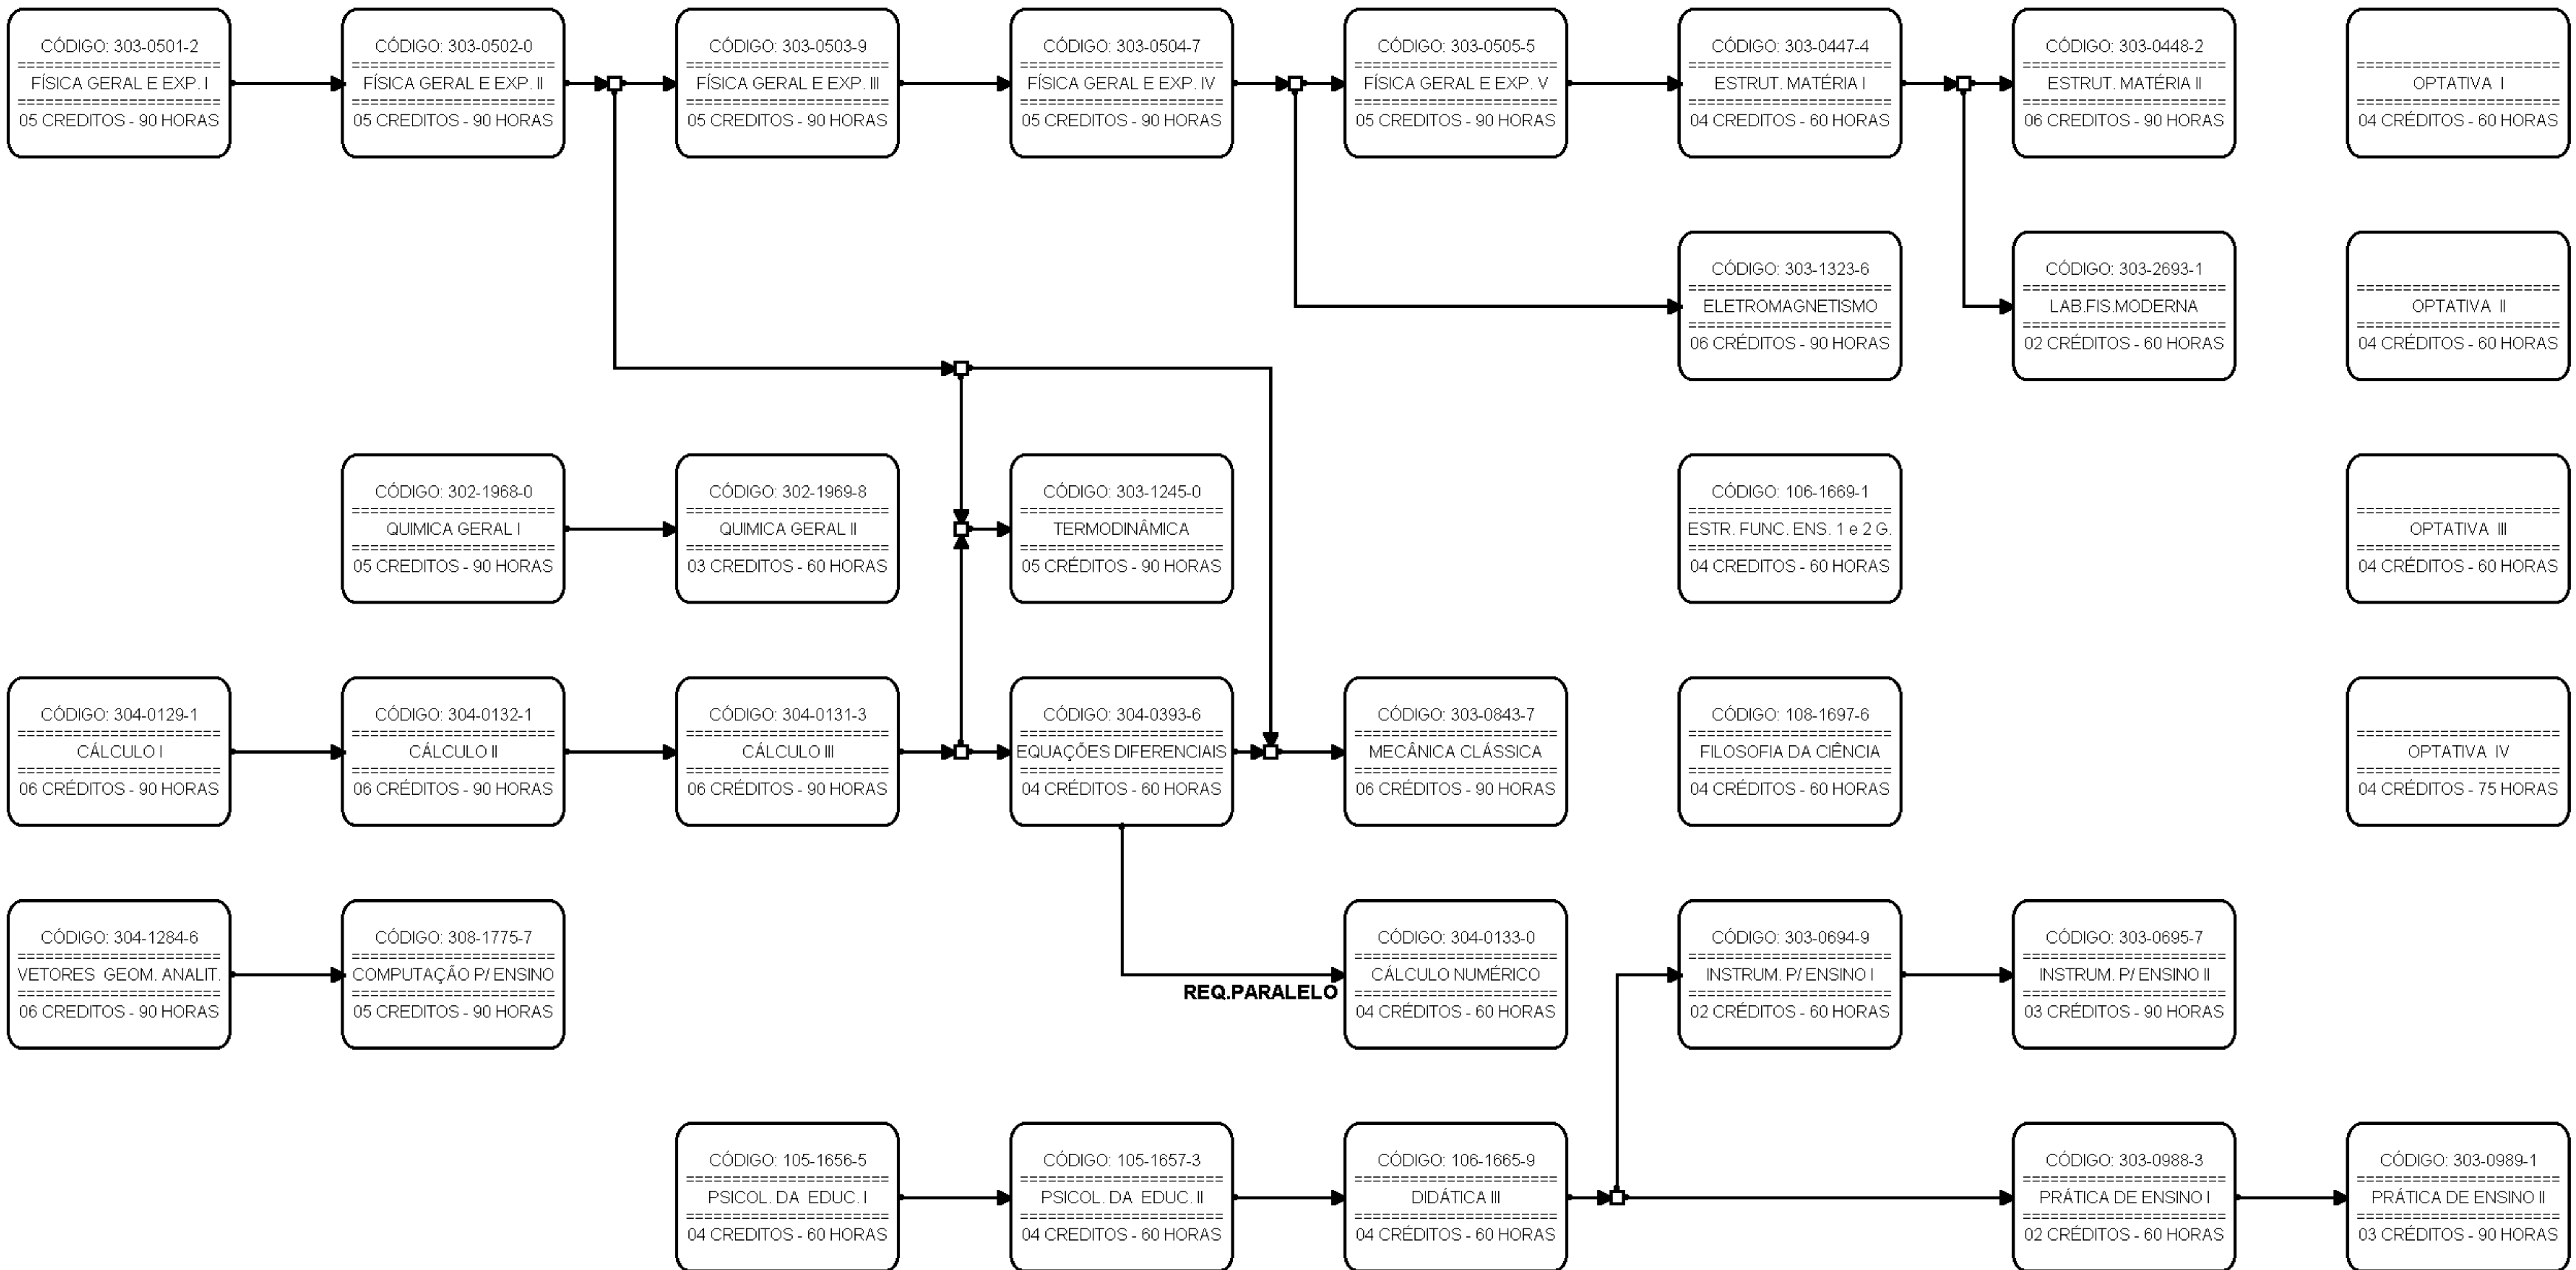 CÓDIGO: 303-0501-2
====================
FÍSICA GERAL E EXP. I
====================
05 CREDITOS - 90 HORAS
CÓDIGO: 303-0502-0
====================
FÍSICA GERAL E EXP. II
====================
05 CREDITOS - 90 HORAS
CÓDIGO: 303-0503-9
====================
FÍSICA GERAL E EXP. III
====================
05 CREDITOS - 90 HORAS
CÓDIGO: 303-0504-7
====================
FÍSICA GERAL E EXP. IV
====================
05 CREDITOS - 90 HORAS
CÓDIGO: 303-0505-5
====================
FÍSICA GERAL E EXP. V
====================
05 CREDITOS - 90 HORAS
CÓDIGO: 303-0447-4
====================
ESTRUT. MATÉRIA I
====================
04 CREDITOS - 60 HORAS
CÓDIGO: 303-0448-2
====================
ESTRUT. MATÉRIA II
====================
06 CREDITOS - 90 HORAS
====================
OPTATIVA I
====================
04 CRÉDITOS - 60 HORAS
CÓDIGO: 303-1323-6
====================
ELETROMAGNETISMO
====================
06 CRÉDITOS - 90 HORAS
CÓDIGO: 303-2693-1
====================
LAB.FIS.MODERNA
====================
02 CRÉDITOS - 60 HORAS
====================
OPTATIVA II
====================
04 CRÉDITOS - 60 HORAS
CÓDIGO: 302-1968-0
====================
QUIMICA GERAL I
====================
05 CREDITOS - 90 HORAS
CÓDIGO: 302-1969-8
====================
QUIMICA GERAL II
====================
03 CREDITOS - 60 HORAS
CÓDIGO: 303-1245-0
====================
TERMODINÂMICA
====================
05 CRÉDITOS - 90 HORAS
CÓDIGO: 106-1669-1
====================
ESTR. FUNC. ENS. 1 e 2 G.
====================
04 CREDITOS - 60 HORAS
====================
OPTATIVA III
====================
04 CRÉDITOS - 60 HORAS
CÓDIGO: 304-0129-1
====================
CÁLCULO I
====================
06 CRÉDITOS - 90 HORAS
CÓDIGO: 304-0132-1
====================
CÁLCULO II
====================
06 CRÉDITOS - 90 HORAS
CÓDIGO: 304-0131-3
====================
CÁLCULO III
====================
06 CRÉDITOS - 90 HORAS
CÓDIGO: 304-0393-6
====================
EQUAÇÕES DIFERENCIAIS
====================
04 CRÉDITOS - 60 HORAS
CÓDIGO: 303-0843-7
====================
MECÂNICA CLÁSSICA
====================
06 CRÉDITOS - 90 HORAS
CÓDIGO: 108-1697-6
====================
FILOSOFIA DA CIÊNCIA
====================
04 CRÉDITOS - 60 HORAS
====================
OPTATIVA IV
====================
04 CRÉDITOS - 75 HORAS
CÓDIGO: 304-1284-6
====================
VETORES GEOM. ANALIT.
====================
06 CREDITOS - 90 HORAS
CÓDIGO: 308-1775-7
====================
COMPUTAÇÃO P/ ENSINO
====================
05 CREDITOS - 90 HORAS
REQ.PARALELO
CÓDIGO: 304-0133-0
====================
CÁLCULO NUMÉRICO
====================
04 CRÉDITOS - 60 HORAS
CÓDIGO: 303-0694-9
====================
INSTRUM. P/ ENSINO I
====================
02 CRÉDITOS - 60 HORAS
CÓDIGO: 303-0695-7
====================
INSTRUM. P/ ENSINO II
====================
03 CRÉDITOS - 90 HORAS
CÓDIGO: 105-1656-5
====================
PSICOL. DA EDUC. I
====================
04 CREDITOS - 60 HORAS
CÓDIGO: 105-1657-3
====================
PSICOL. DA EDUC. II
====================
04 CREDITOS - 60 HORAS
CÓDIGO: 106-1665-9
====================
DIDÁTICA III
====================
04 CRÉDITOS - 60 HORAS
CÓDIGO: 303-0988-3
====================
PRÁTICA DE ENSINO I
====================
02 CRÉDITOS - 60 HORAS
CÓDIGO: 303-0989-1
====================
PRÁTICA DE ENSINO II
====================
03 CRÉDITOS - 90 HORAS